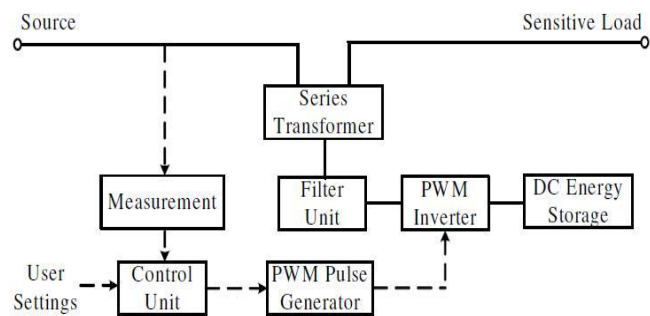 Source
Sensitive Load
Series
Transformer
Measurement
Filter
Unit
PWM
Inverter
DC Energy
Storage
User
Settings
Control
Unit
PWM Pulse
Generator